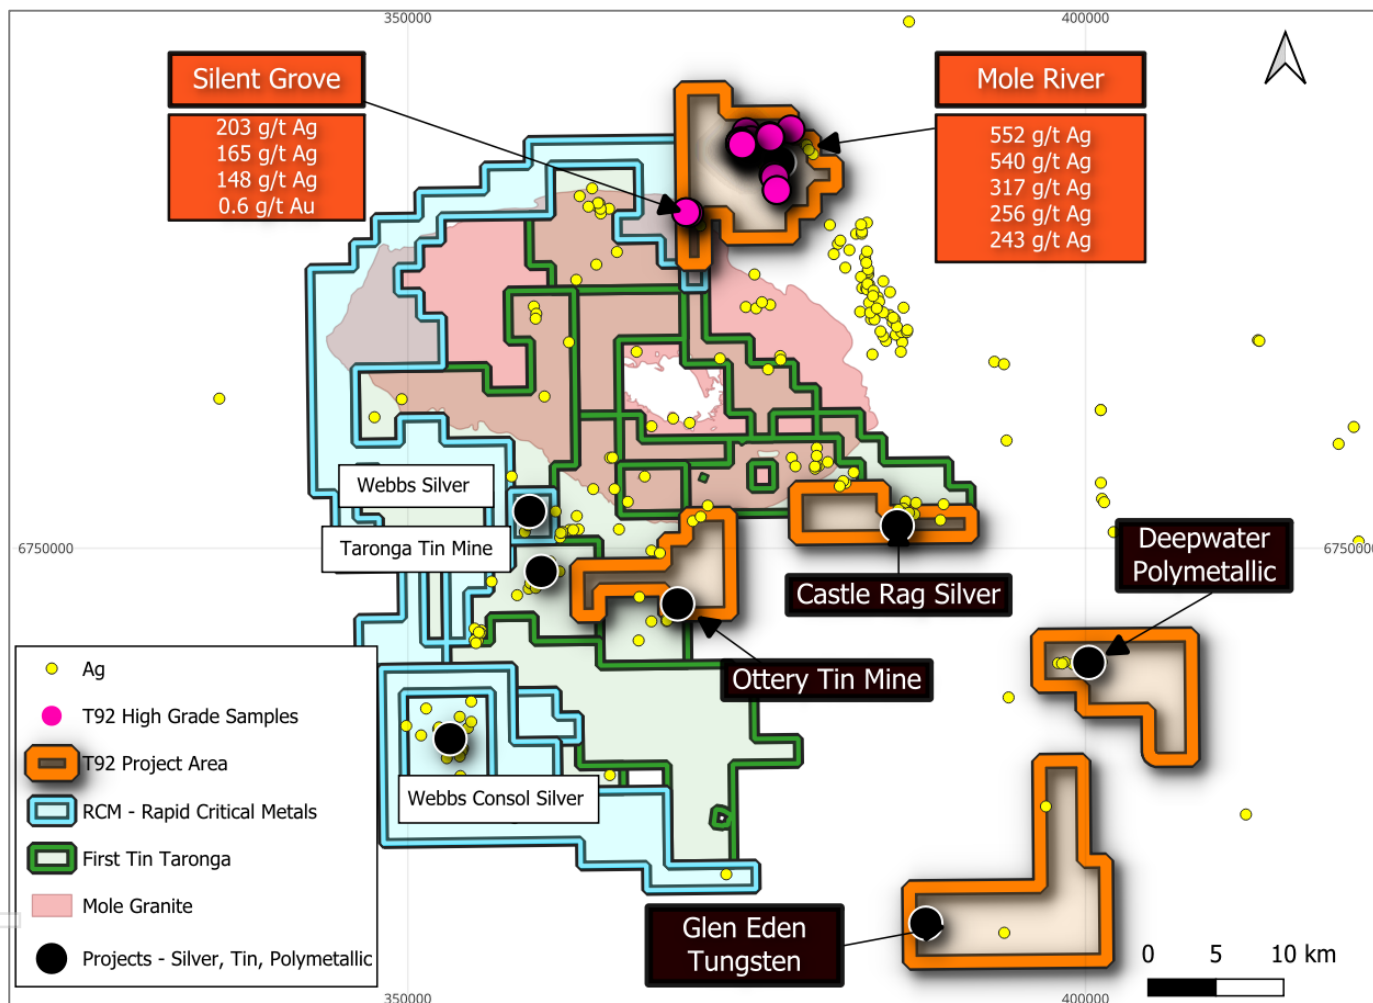 350000
400000
Silent Grove
203 g/t Ag
165 g/t Ag
148 g/t Ag
0.6 g/t Au
Mole River
552 g/t Ag
540 g/t Ag
317 g/t Ag
256 g/t Ag
243 g/t Ag
Webbs Silver
Taronga Tin Mine
6750000
6750000
Deepwater
Polymetallic
Castle Rag Silver
Ottery Tin Mine
Webbs Consol Silver
Glen Eden
Tungsten
Ag
T92 High Grade Samples
T92 Project Area
RCM - Rapid Critical Metals
First Tin Taronga
Mole Granite
Projects - Silver, Tin, Polymetallic
0 5 10 km
350000
400000